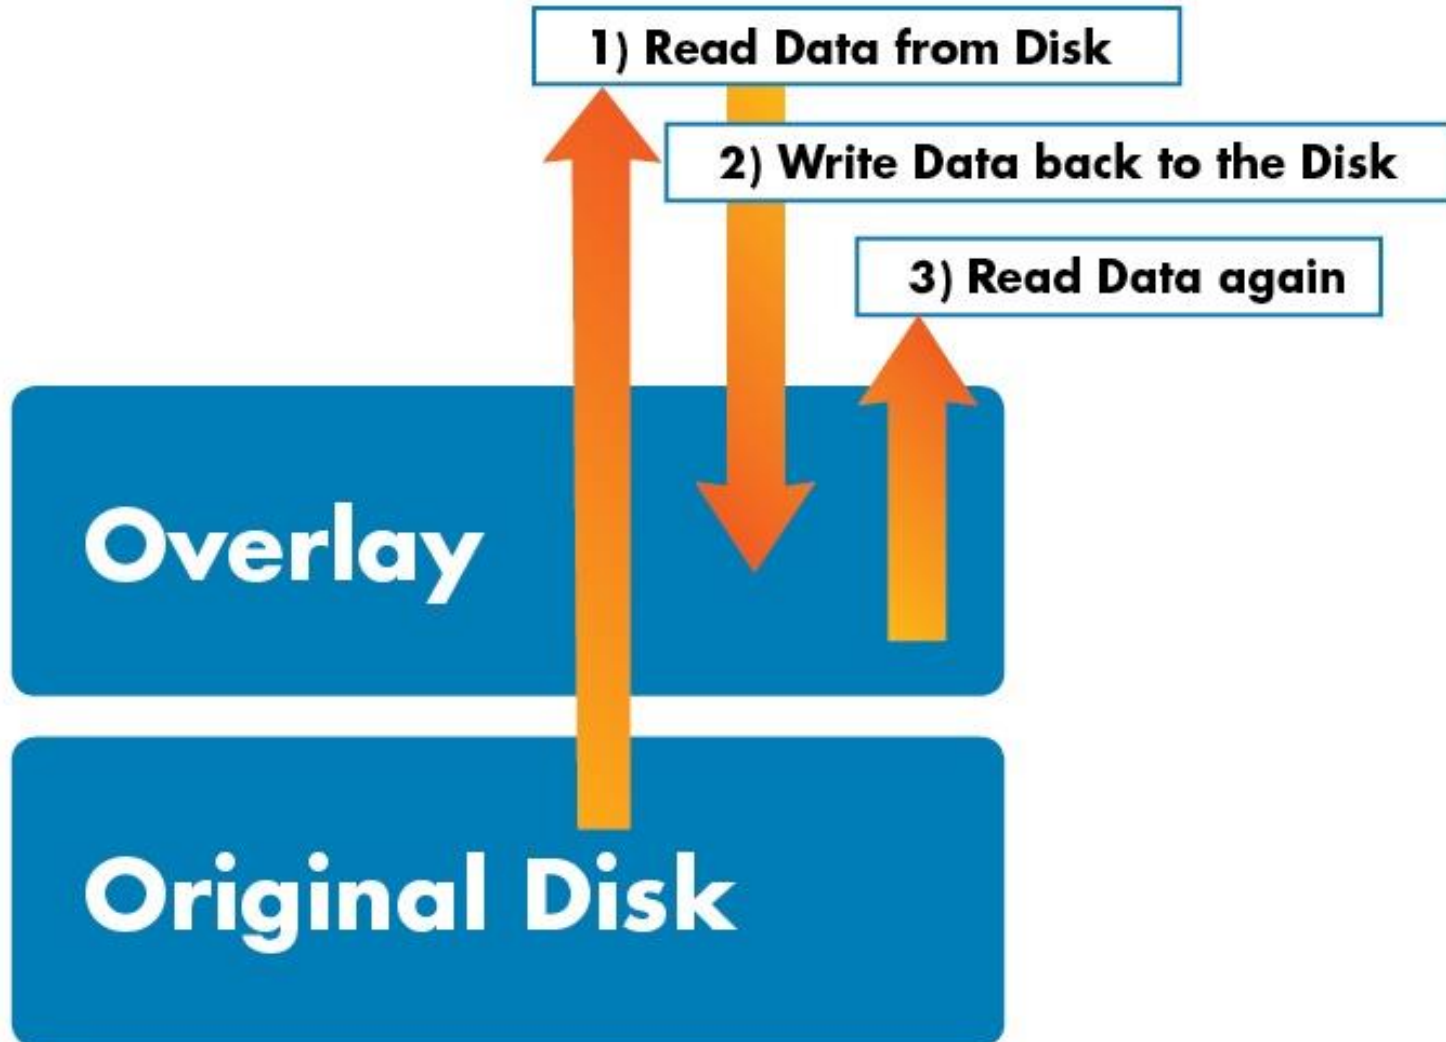 1) Read Data from Disk
2) Write Data back to the Disk
3) Read Data again
Overlay
Original Disk